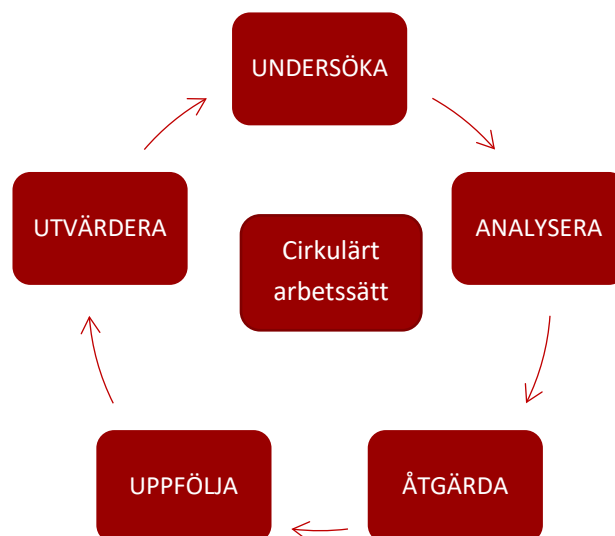 UNDERSÖKA
ANALYSERA
ÅTGÄRDA
UPPFÖLJA
UTVÄRDERA
Cirkulärt
arbetssätt